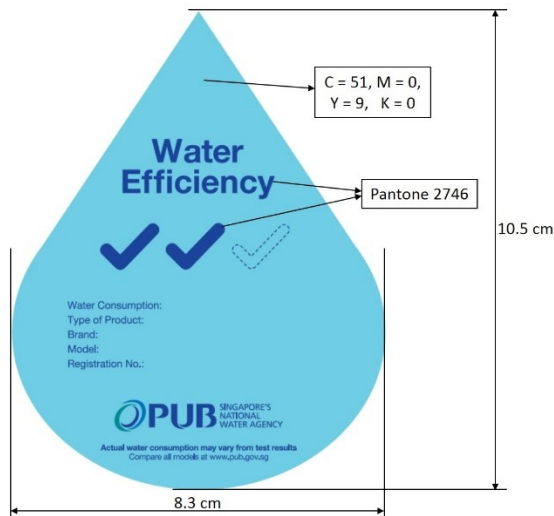 C = 51, M = 0,
Y = 9, K = 0
Water
Efficiency
Pantone 2746
10.5 cm
Water Consumption:
Type of Product:
Brand:
Model:
Registration No.:
PUB SINGAPORE'S
NATIONAL
WATER AGENCY
Actual water consumption may vary from test results
Compare all models at www.pub.gov.sg
8.3 cm